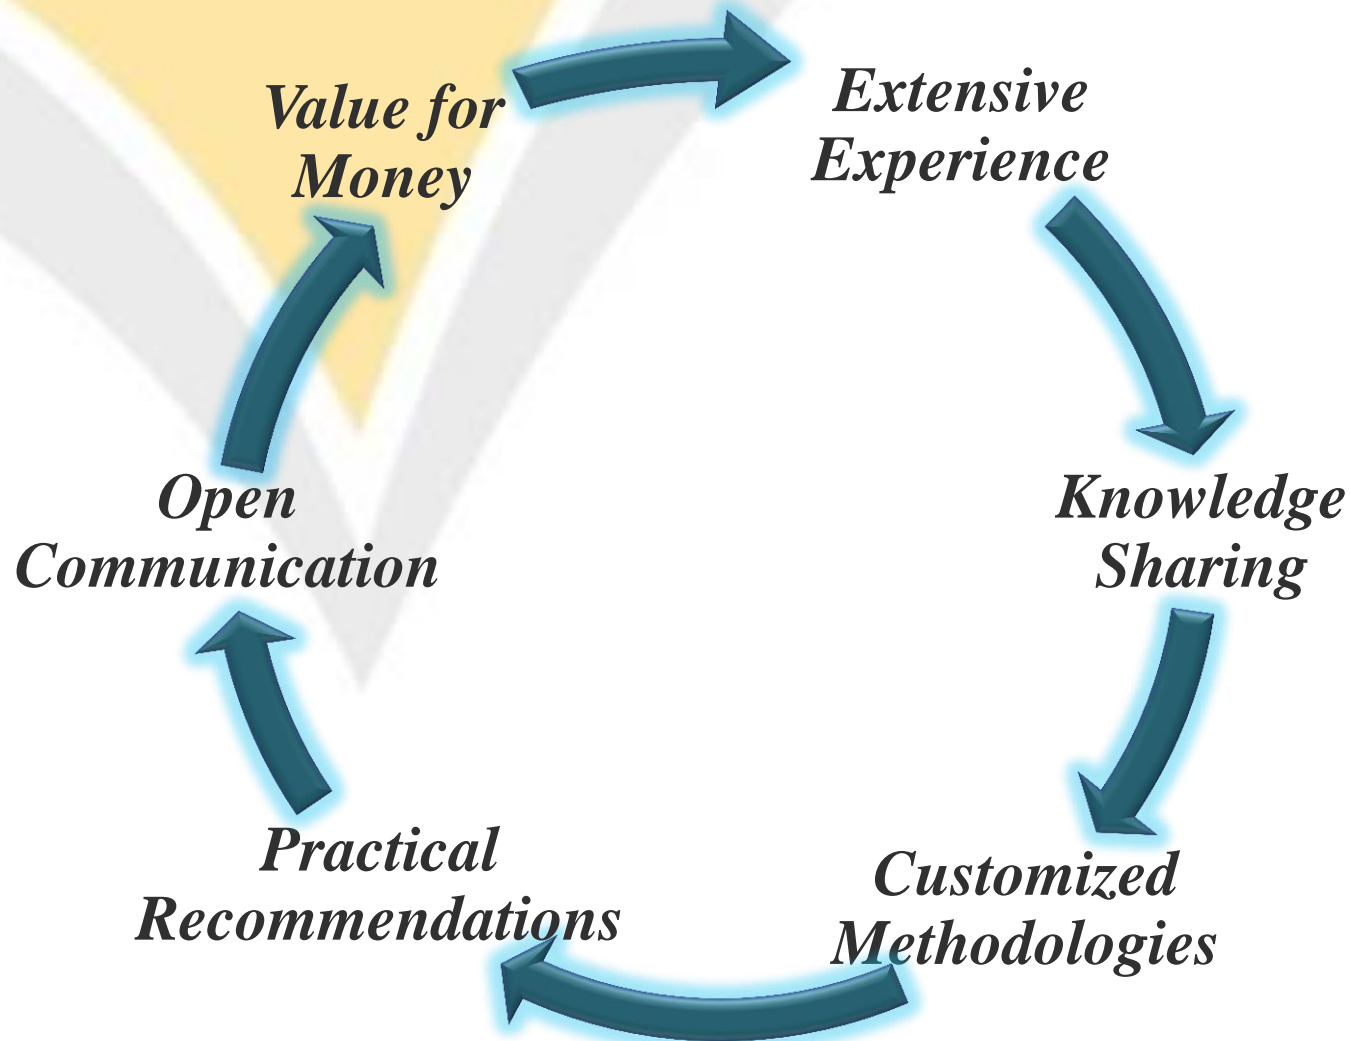 Value for
Money
Extensive
Experience
Knowledge
Sharing
Customized
Methodologies
Practical
Recommendations
Open
Communication